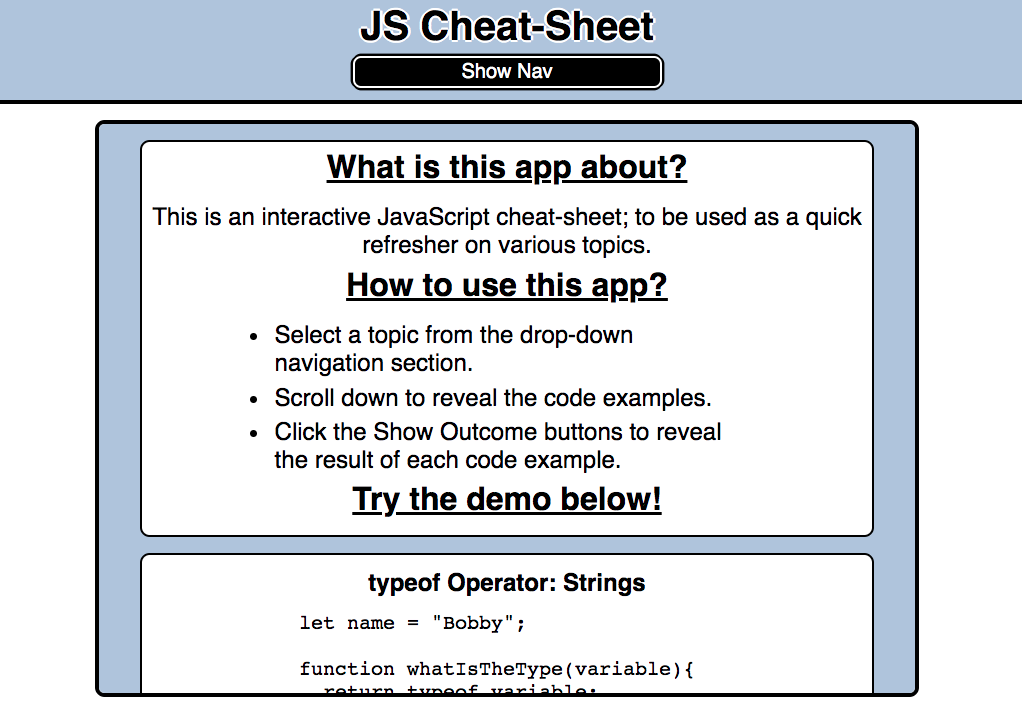 JS Cheat-Sheet
Show Nav
What is this app about?
This is an interactive JavaScript cheat-sheet; to be used as a quick
refresher on various topics.
How to use this app?
• Select a topic from the drop-down
navigation section.
• Scroll down to reveal the code examples.
• Click the Show Outcome buttons to reveal
the result of each code example.
Try the demo below!
typeof Operator: Strings
let name = "Bobby";
function whatIsTheType(variable){
return typeof variable;